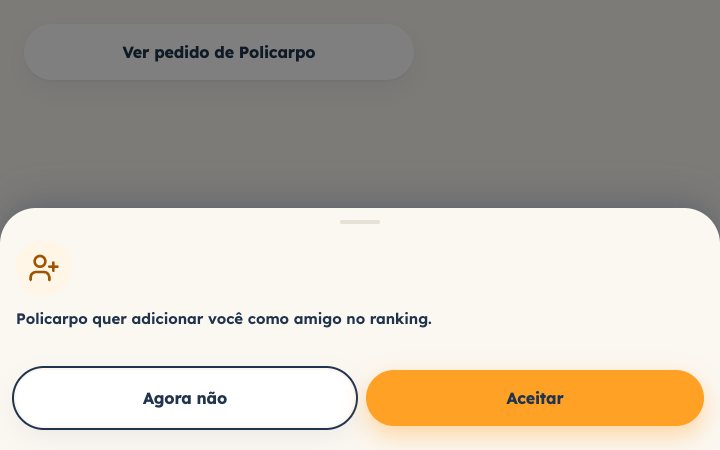 Ver pedido de Policarpo
Policarpo quer adicionar você como amigo no ranking.
Agora não
Aceitar